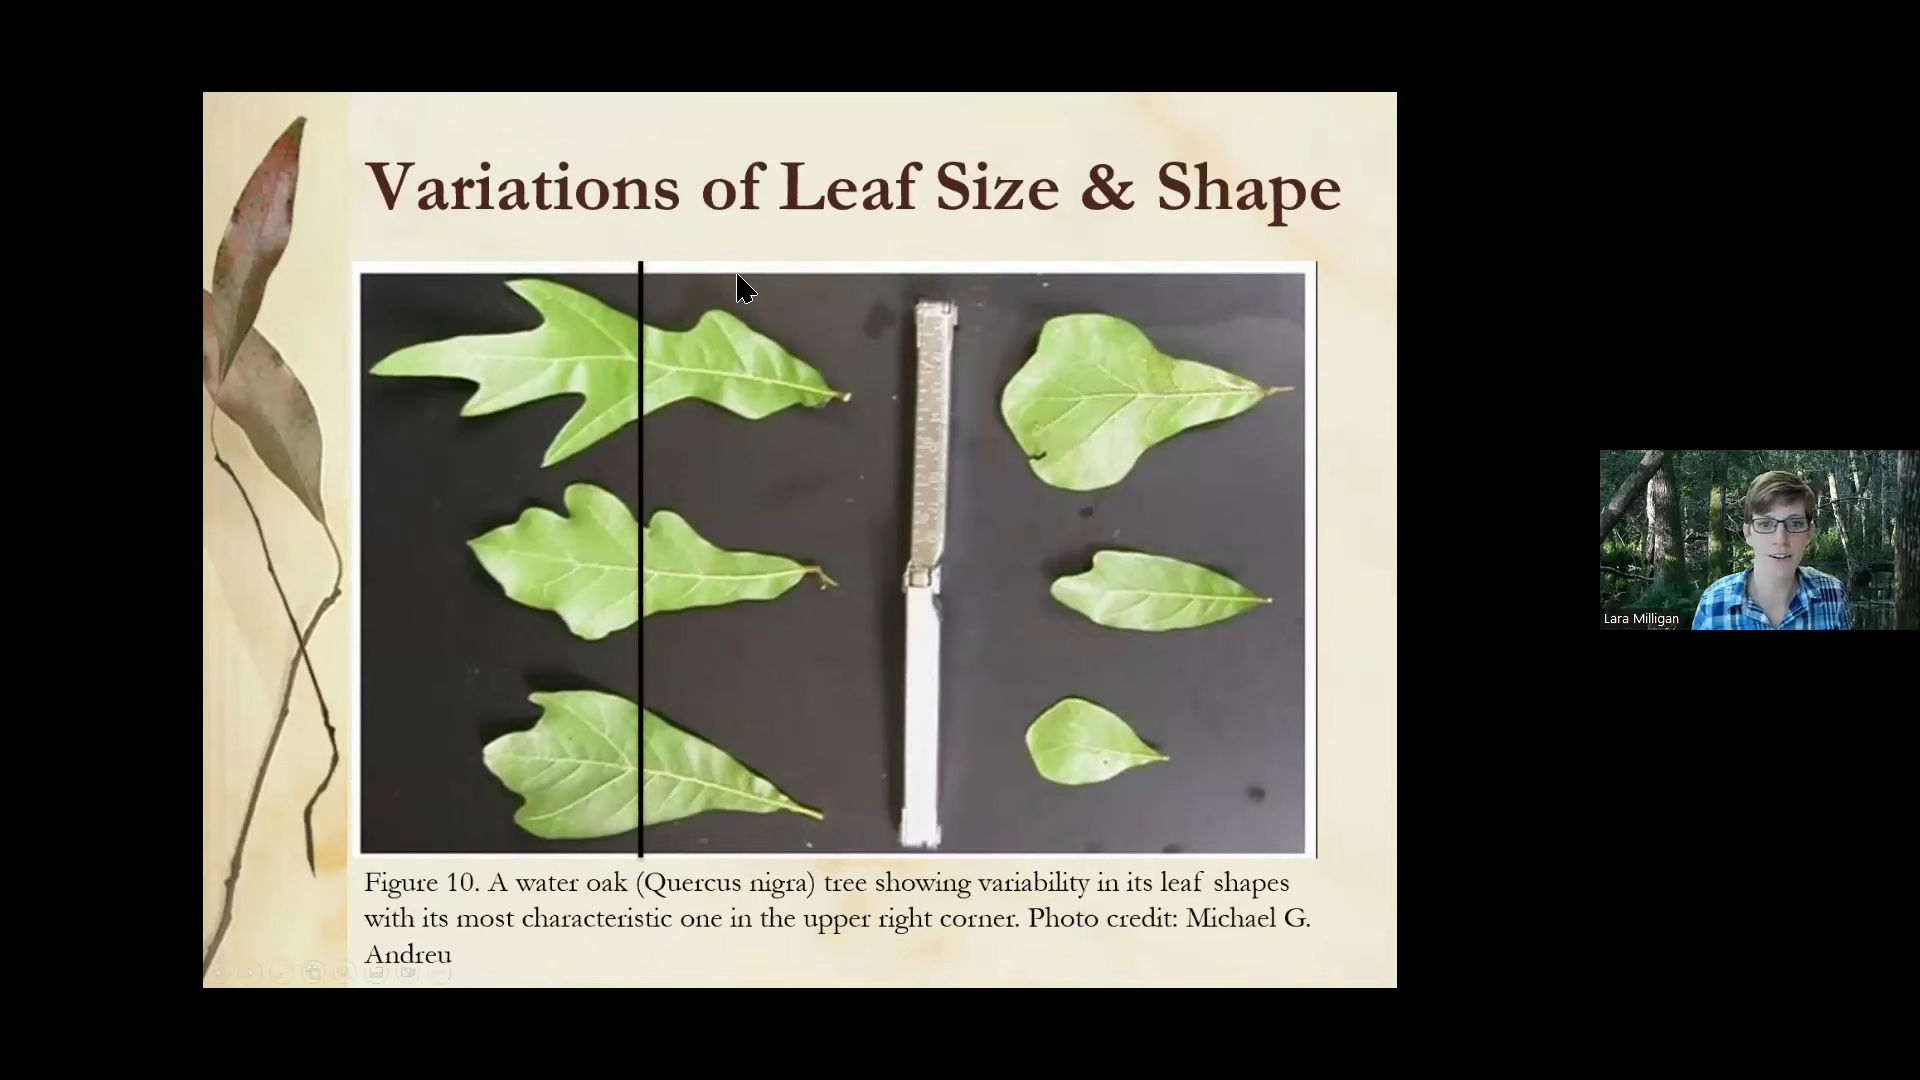 Variations of Leaf Size & Shape
Figure 10. A water oak (Quercus nigra) tree showing variability in its leaf shapes
with its most characteristic one in the upper right corner. Photo credit: Michael G.
Andreu
Lara Milligan